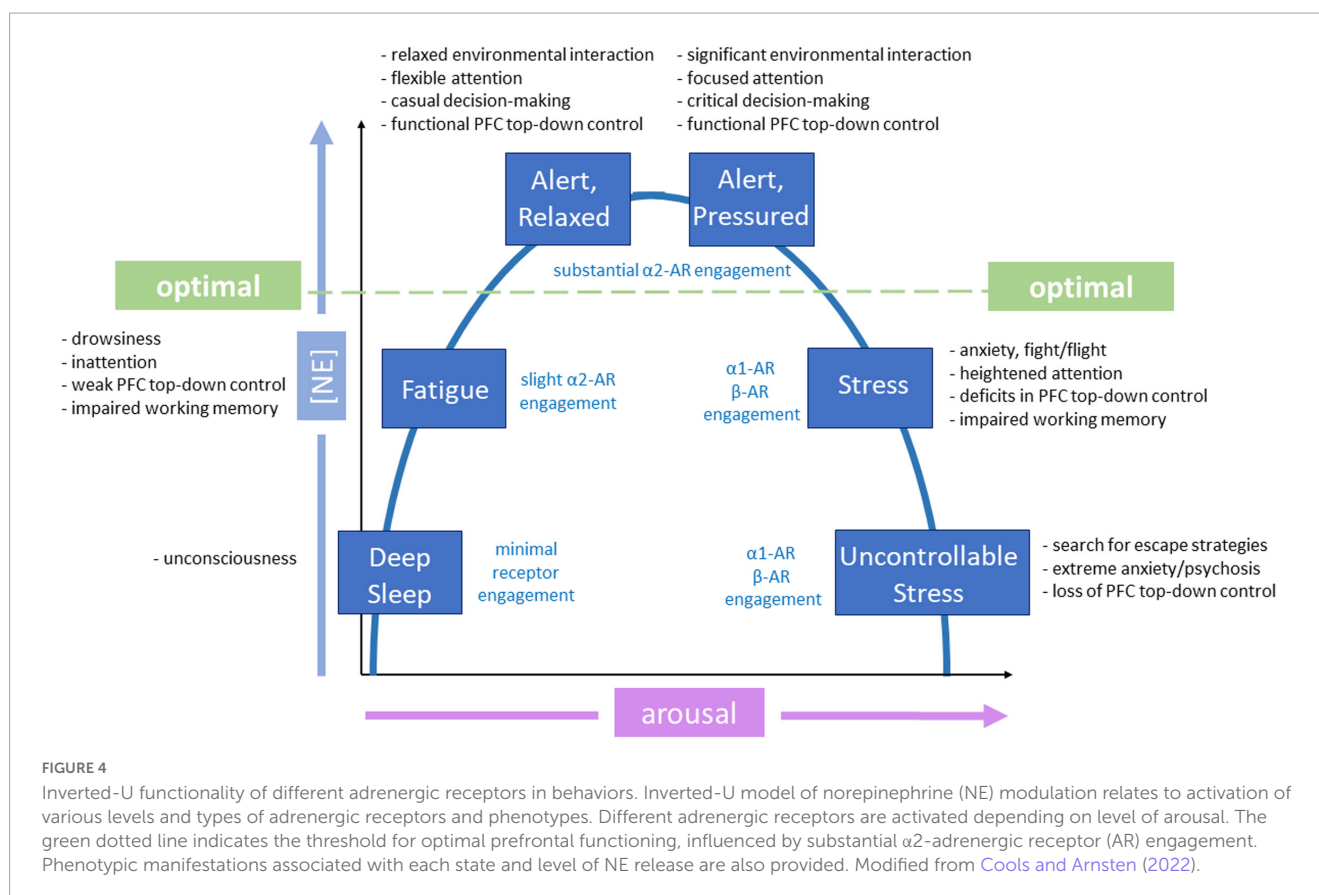 - relaxed environmental interaction
- flexible attention
- casual decision-making
- functional PFC top-down control
- significant environmental interaction
- focused attention
- critical decision-making
- functional PFC top-down control
Alert,
Relaxed
Alert,
Pressured
substantial α2-AR engagement
optimal
optimal
[NE]
- drowsiness
- inattention
- weak PFC top-down control
- impaired working memory
Fatigue
slight α2-AR
engagement
α1-AR
β-AR
engagement
Stress
- anxiety, fight/flight
- heightened attention
- deficits in PFC top-down control
- impaired working memory
- unconsciousness
Deep
Sleep
minimal
receptor
engagement
α1-AR
β-AR
engagement
Uncontrollable
Stress
- search for escape strategies
- extreme anxiety/psychosis
- loss of PFC top-down control
arousal
FIGURE 4
Inverted-U functionality of different adrenergic receptors in behaviors. Inverted-U model of norepinephrine (NE) modulation relates to activation of
various levels and types of adrenergic receptors and phenotypes. Different adrenergic receptors are activated depending on level of arousal. The
green dotted line indicates the threshold for optimal prefrontal functioning, influenced by substantial α2-adrenergic receptor (AR) engagement.
Phenotypic manifestations associated with each state and level of NE release are also provided. Modified from Cools and Arnsten (2022).